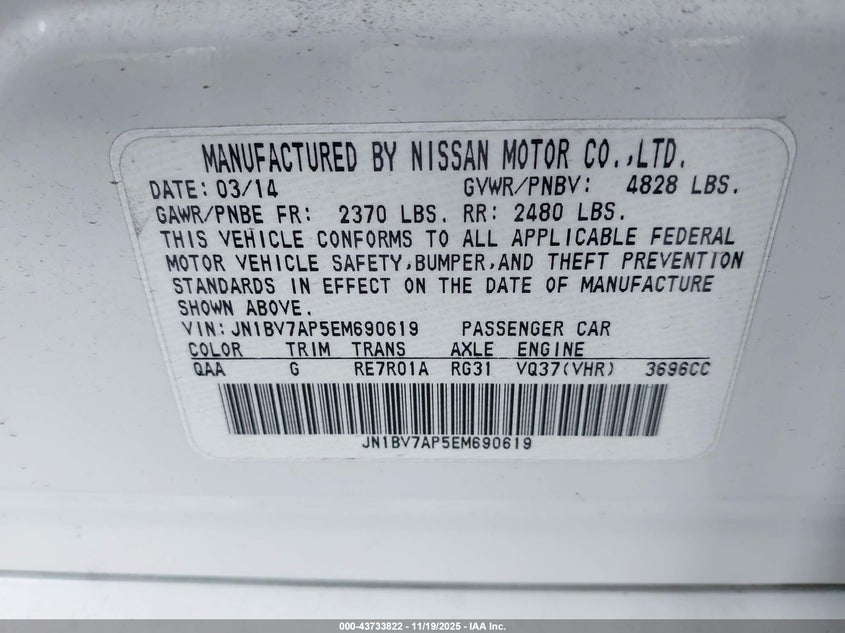 MANUFACTURED BY NISSAN MOTOR CO.,LTD.
DATE: 03/14 GVWR/PNBV: 4828 LBS.
GAWR/PNBE FR: 2370 LBS. RR: 2480 LBS.
THIS VEHICLE CONFORMS TO ALL APPLICABLE FEDERAL
MOTOR VEHICLE SAFETY,BUMPER,AND THEFT PREVENTION
STANDARDS IN EFFECT ON THE DATE OF MANUFACTURE
SHOWN ABOVE.
VIN: JN1BV7AP5EM690619 PASSENGER CAR
COLOR TRIM TRANS AXLE ENGINE
QAA G RE7R01A RG31 VQ37(VHR) 3696CC
JN1BV7AP5EM690619
000-43733822 - 11/19/2025 - IAA Inc.